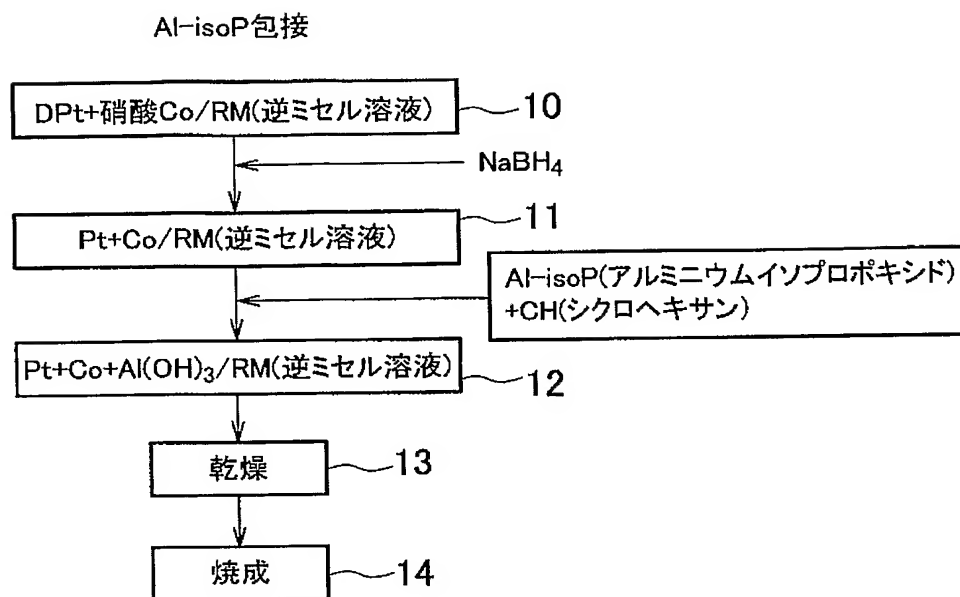 Al-isoP包接
DPt+硝酸Co/RM(逆ミセル溶液)
10
NaBH4
11
Pt+Co/RM(逆ミセル溶液)
Al-isoP(アルミニウムイソプロポキシド)
+CH(シクロヘキサン)
Pt+Co+Al(OH)3/RM(逆ミセル溶液)
12
乾燥
13
焼成
14